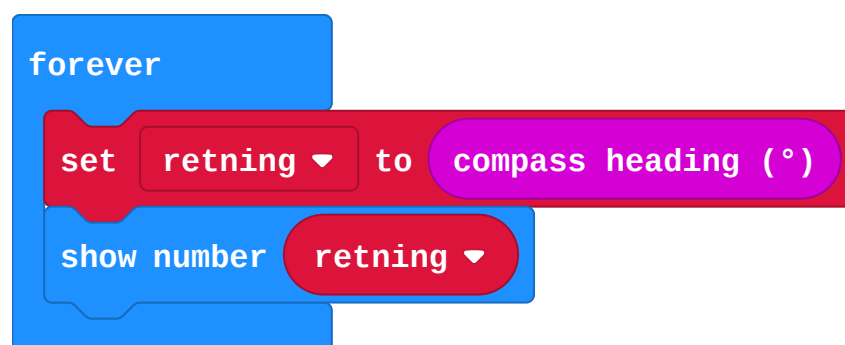 forever
set retning to compass heading (°)
show number retning